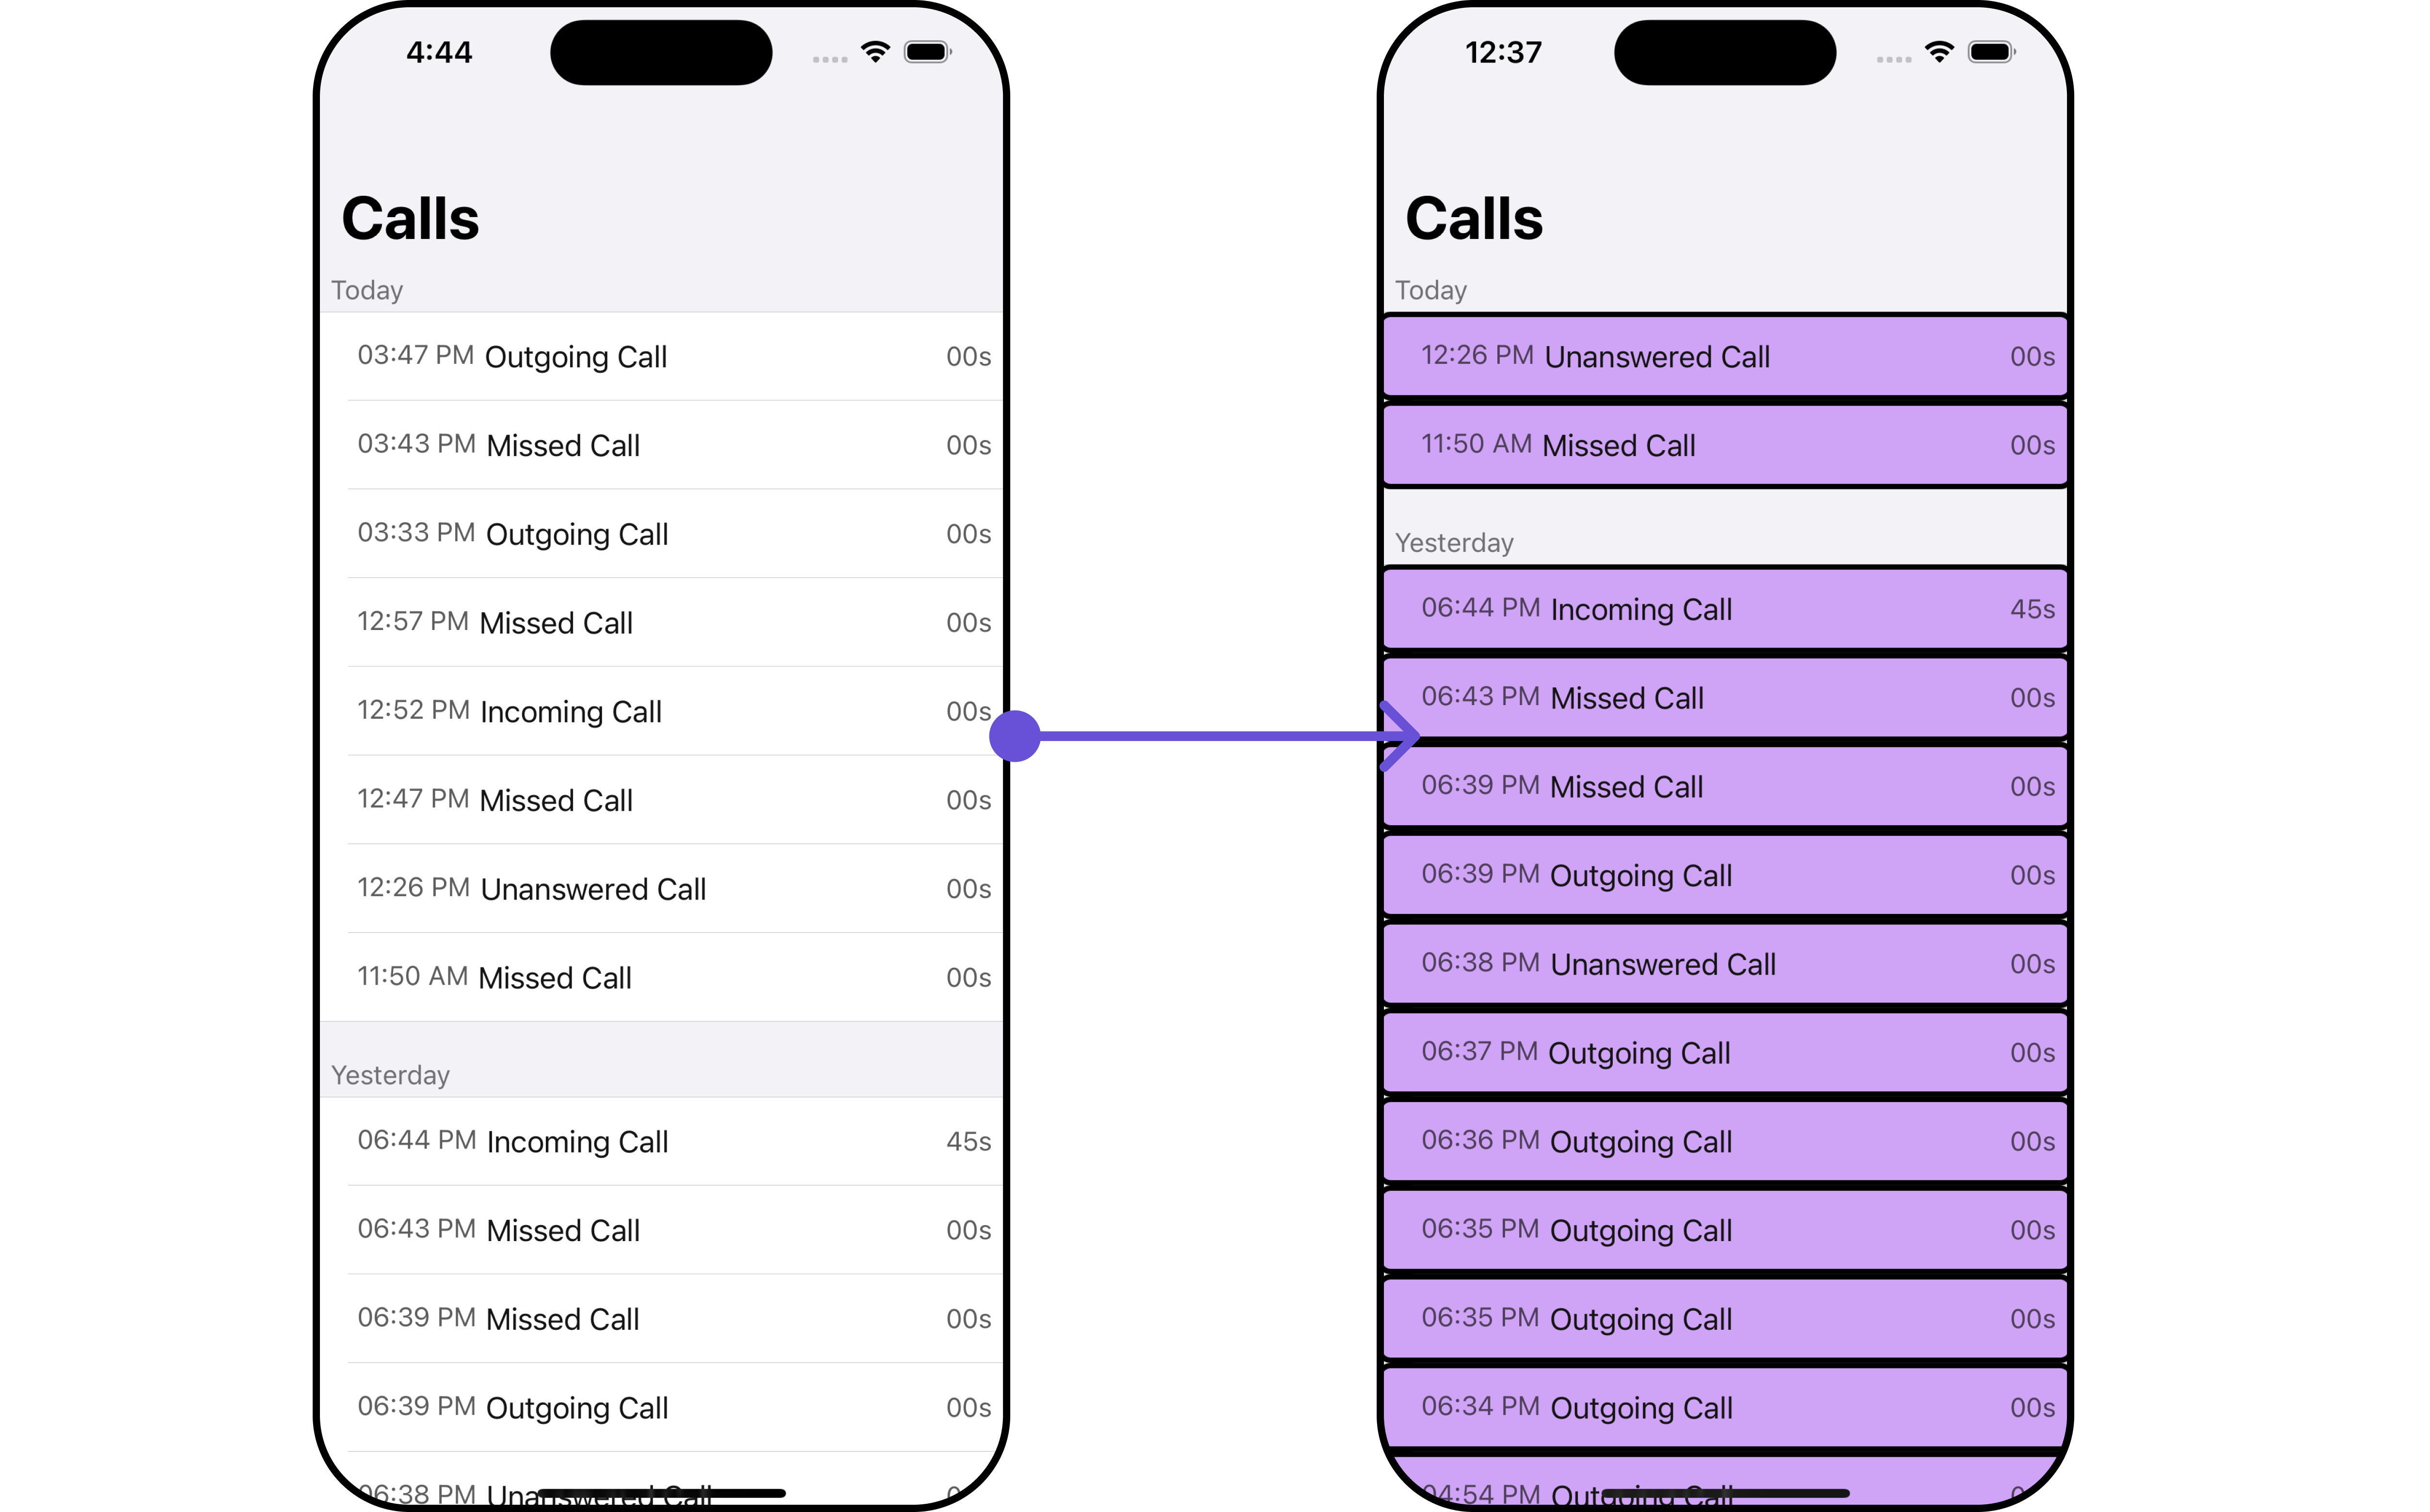 4:44
Calls
Today
03:47 PM Outgoing Call 00s
03:43 PM Missed Call 00s
03:33 PM Outgoing Call 00s
12:57 PM Missed Call 00s
12:52 PM Incoming Call 00s
12:47 PM Missed Call 00s
12:26 PM Unanswered Call 00s
11:50 AM Missed Call 00s
Yesterday
06:44 PM Incoming Call 45s
06:43 PM Missed Call 00s
06:39 PM Missed Call 00s
06:39 PM Outgoing Call 00s
06:38 PM Unanswered Call
12:37
Calls
Today
12:26 PM Unanswered Call 00s
11:50 AM Missed Call 00s
Yesterday
06:44 PM Incoming Call 45s
06:43 PM Missed Call 00s
06:39 PM Missed Call 00s
06:39 PM Outgoing Call 00s
06:38 PM Unanswered Call 00s
06:37 PM Outgoing Call 00s
06:36 PM Outgoing Call 00s
06:35 PM Outgoing Call 00s
06:35 PM Outgoing Call 00s
06:34 PM Outgoing Call 00s
04:54 PM Outgoing Call